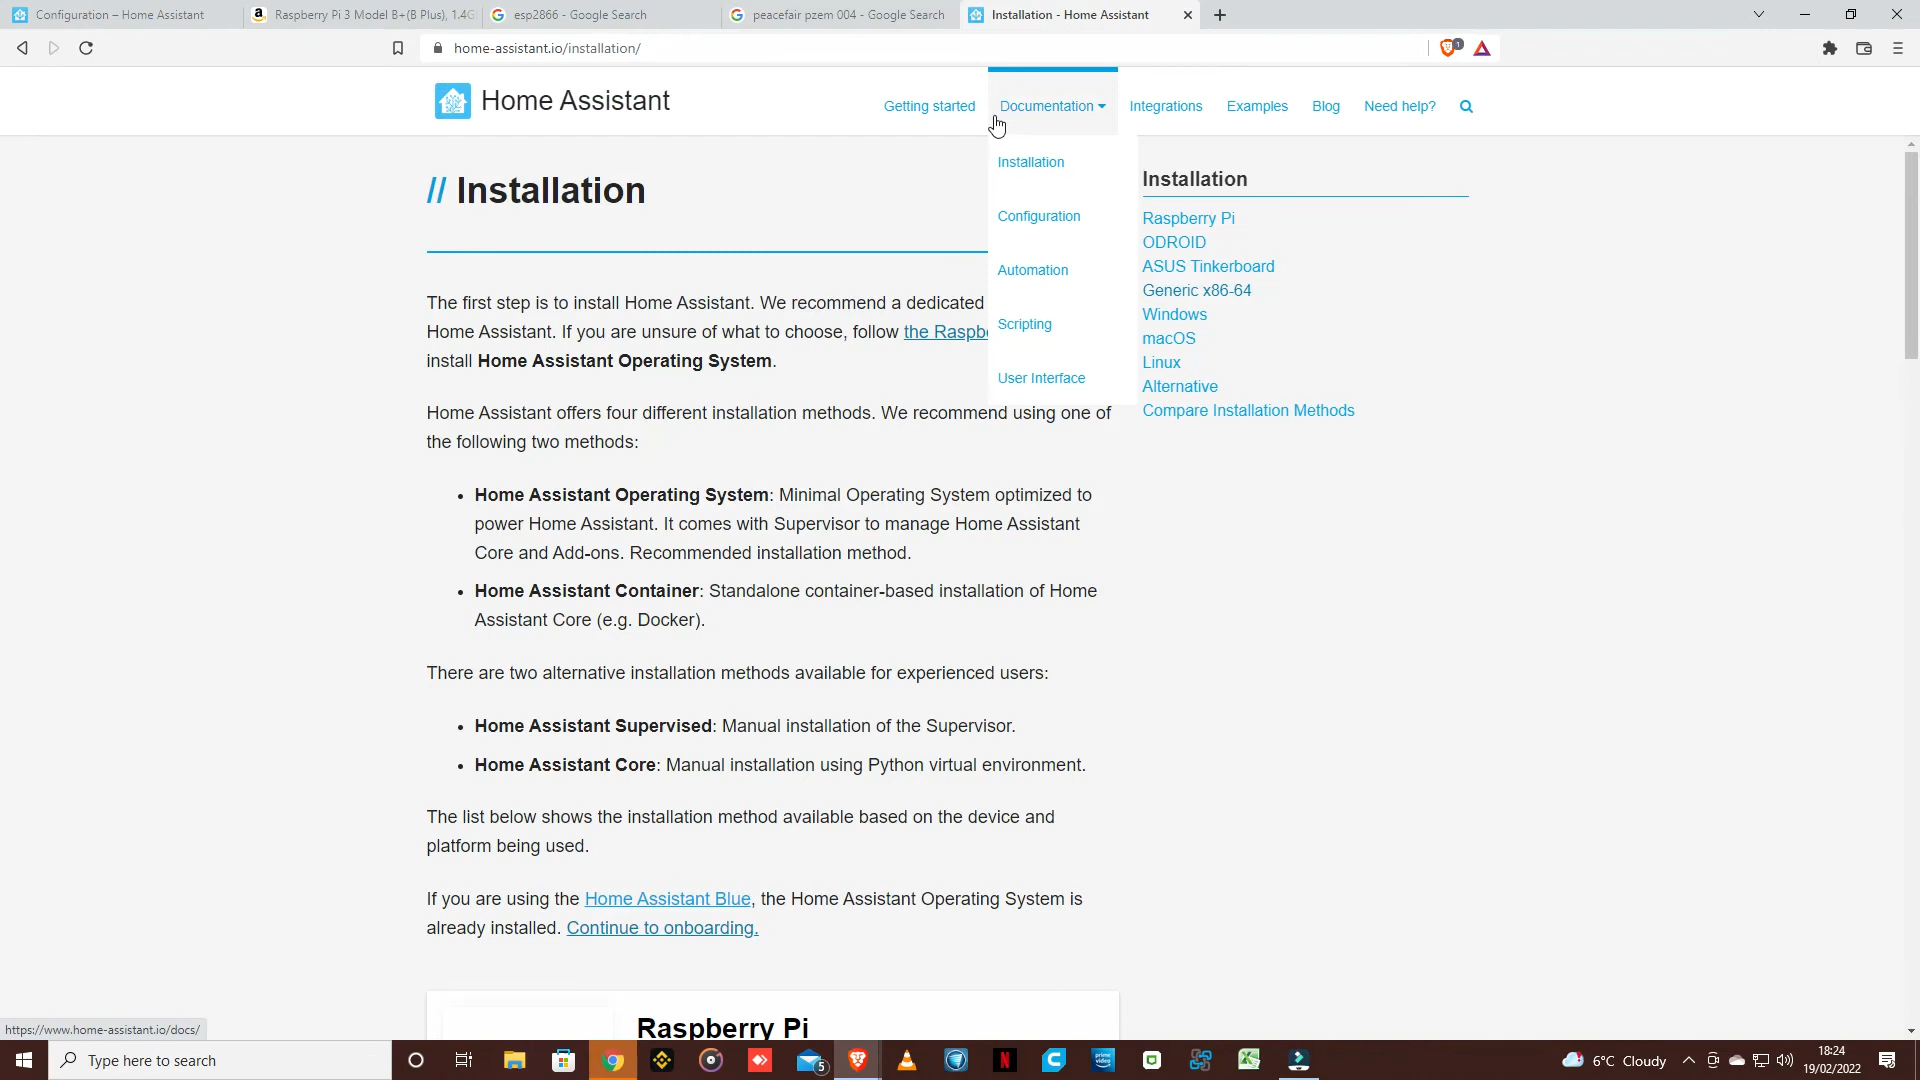 Configuration – Home Assistant
Raspberry Pi 3 Model B+(B Plus), 1.4G
esp2866 - Google Search
peacefair pzem 004 - Google Search
Installation - Home Assistant
home-assistant.io/installation/
1
Home Assistant
Getting started
Documentation
Integrations
Examples
Blog
Need help?
Installation
Configuration
Automation
Scripting
User Interface
// Installation
The first step is to install Home Assistant. We recommend a dedicated
Home Assistant. If you are unsure of what to choose, follow the Raspbe
install Home Assistant Operating System.
Home Assistant offers four different installation methods. We recommend using one of
the following two methods:
• Home Assistant Operating System: Minimal Operating System optimized to
power Home Assistant. It comes with Supervisor to manage Home Assistant
Core and Add-ons. Recommended installation method.
• Home Assistant Container: Standalone container-based installation of Home
Assistant Core (e.g. Docker).
There are two alternative installation methods available for experienced users:
• Home Assistant Supervised: Manual installation of the Supervisor.
• Home Assistant Core: Manual installation using Python virtual environment.
The list below shows the installation method available based on the device and
platform being used.
If you are using the Home Assistant Blue, the Home Assistant Operating System is
already installed. Continue to onboarding.
Raspberry Pi
Installation
Raspberry Pi
ODROID
ASUS Tinkerboard
Generic x86-64
Windows
macOS
Linux
Alternative
Compare Installation Methods
https://www.home-assistant.io/docs/
Type here to search
5
N
prime video
6°C Cloudy
18:24
19/02/2022